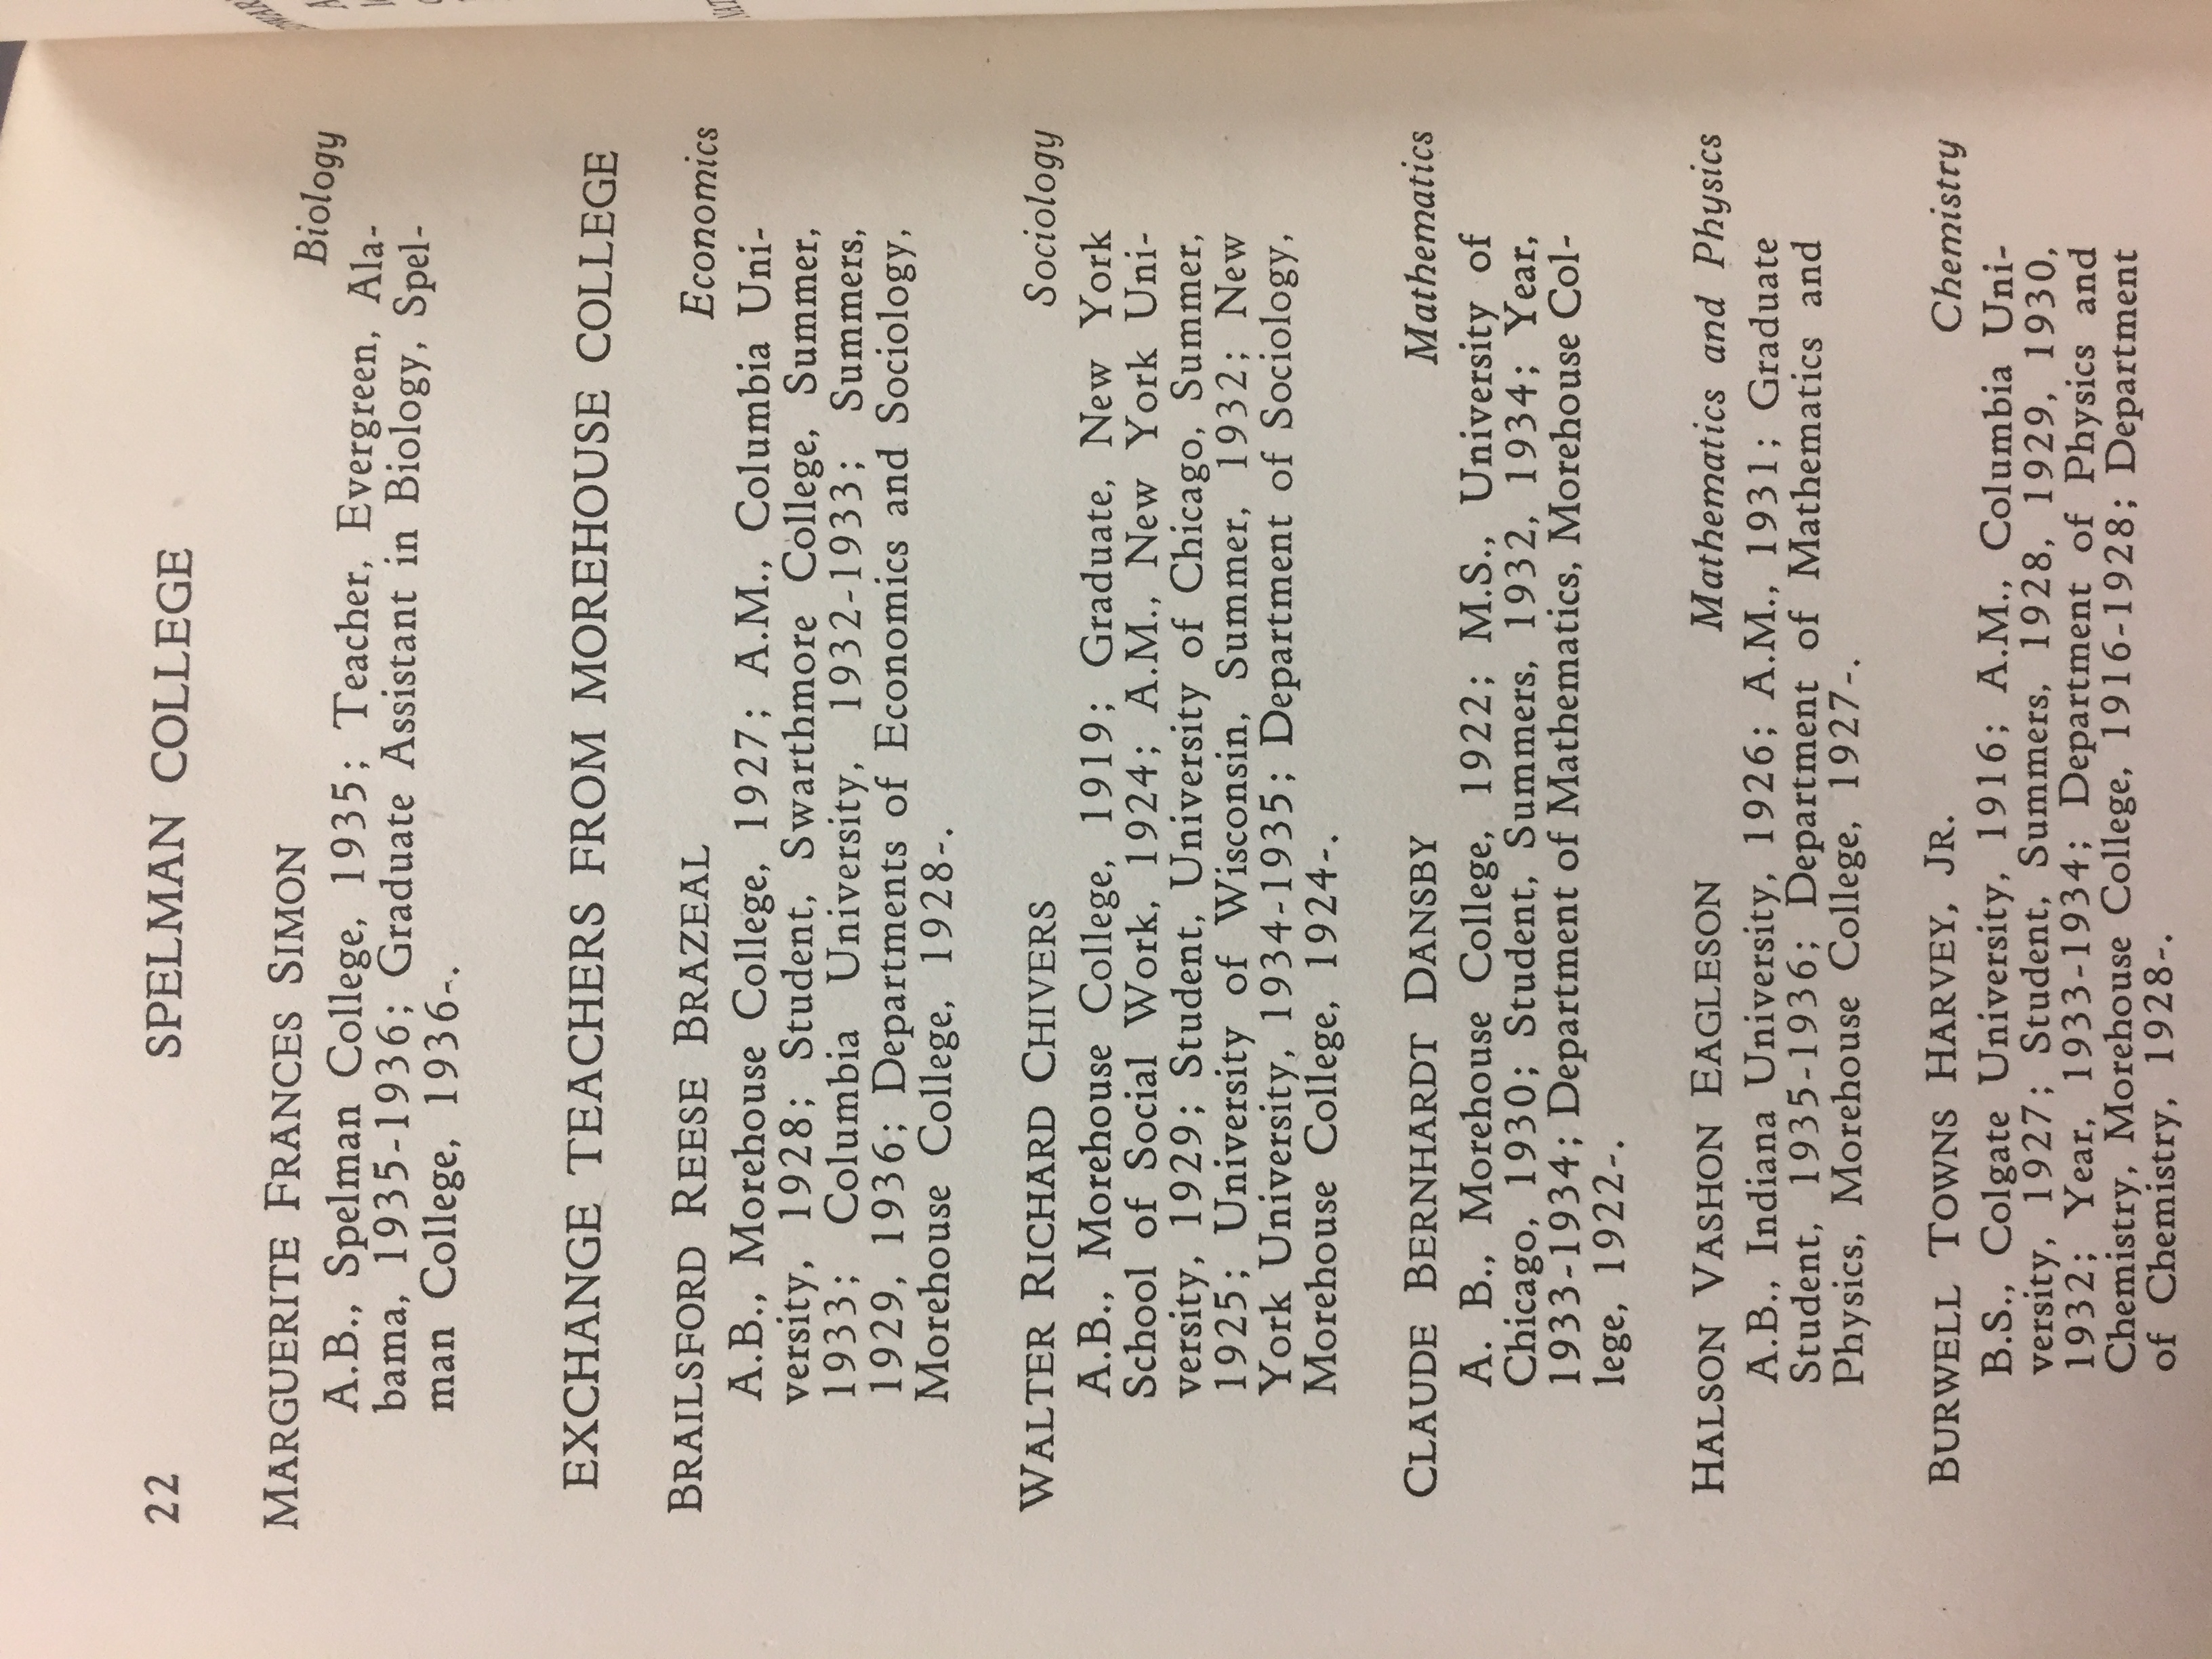 22 SPELMAN COLLEGE
MARGUERITE FRANCES SIMON Biology
A.B., Spelman College, 1935; Teacher, Evergreen, Ala-
bama, 1935-1936; Graduate Assistant in Biology, Spel-
man College, 1936-.
EXCHANGE TEACHERS FROM MOREHOUSE COLLEGE
BRAILSFORD REESE BRAZEAL Economics
A.B., Morehouse College, 1927; A.M., Columbia Uni-
versity, 1928; Student, Swarthmore College, Summer,
1933; Columbia University, 1932-1933; Summers,
1929, 1936; Departments of Economics and Sociology,
Morehouse College, 1928-.
WALTER RICHARD CHIVERS Sociology
A.B., Morehouse College, 1919; Graduate, New York
School of Social Work, 1924; A.M., New York Uni-
versity, 1929; Student, University of Chicago, Summer,
1925; University of Wisconsin, Summer, 1932; New
York University, 1934-1935; Department of Sociology,
Morehouse College, 1924-.
CLAUDE BERNHARDT DANSBY Mathematics
A. B., Morehouse College, 1922; M.S., University of
Chicago, 1930; Student, Summers, 1932, 1934; Year,
1933-1934; Department of Mathematics, Morehouse Col-
lege, 1922-.
HALSON VASHON EAGLESON Mathematics and Physics
A.B., Indiana University, 1926; A.M., 1931; Graduate
Student, 1935-1936; Department of Mathematics and
Physics, Morehouse College, 1927-.
BURWELL TOWNS HARVEY, JR. Chemistry
B.S., Colgate University, 1916; A.M., Columbia Uni-
versity, 1927; Student, Summers, 1928, 1929, 1930,
1932; Year, 1933-1934; Department of Physics and
Chemistry, Morehouse College, 1916-1928; Department
of Chemistry, 1928-.